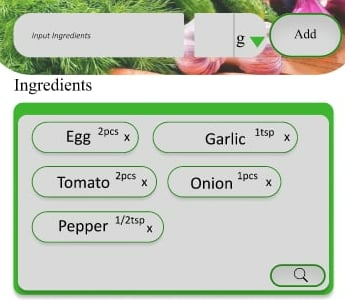 Input Ingredients g Add
Ingredients
Egg 2pcs x Garlic 1tsp x
Tomato 2pcs x Onion 1pcs x
Pepper 1/2tsp x